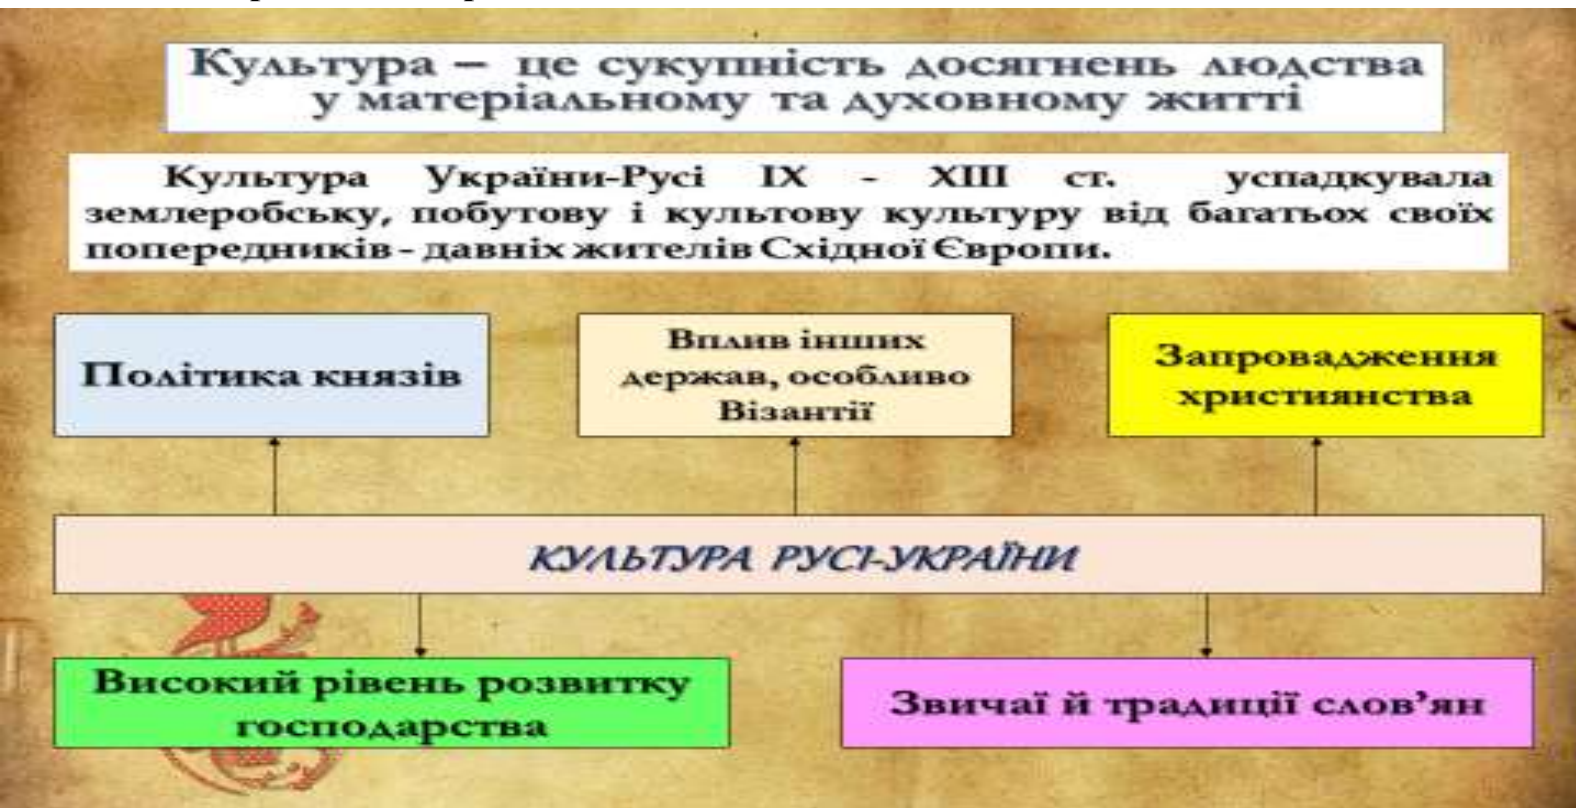 Культура – це сукупність досягнень людства
у матеріальному та духовному житті
Культура України-Русі IX - XIII ст. успадкувала
землеробську, побутову і культову культуру від багатьох своїх
попередників - давніх жителів Східної Європи.
Політика князів
Вплив інших
держав, особливо
Візантії
Запровадження
християнства
КУЛЬТУРА РУСІ-УКРАЇНИ
Високий рівень розвитку
господарства
Звичаї й традиції слов’ян